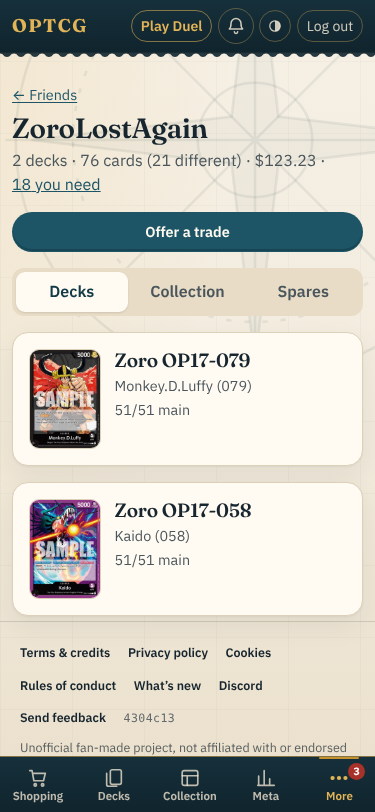 OPTCG
Play Duel
Log out
← Friends
ZoroLostAgain
2 decks · 76 cards (21 different) · $123.23 ·
18 you need
Offer a trade
Decks
Collection
Spares
5000
SAMPLE
Monkey.D.Luffy
Zoro OP17-079
Monkey.D.Luffy (079)
51/51 main
5000
SAMPLE
Kaido
Zoro OP17-058
Kaido (058)
51/51 main
Terms & credits
Privacy policy
Cookies
Rules of conduct
What's new
Discord
Send feedback
4304c13
Unofficial fan-made project, not affiliated with or endorsed
Shopping
Decks
Collection
Meta
3
More